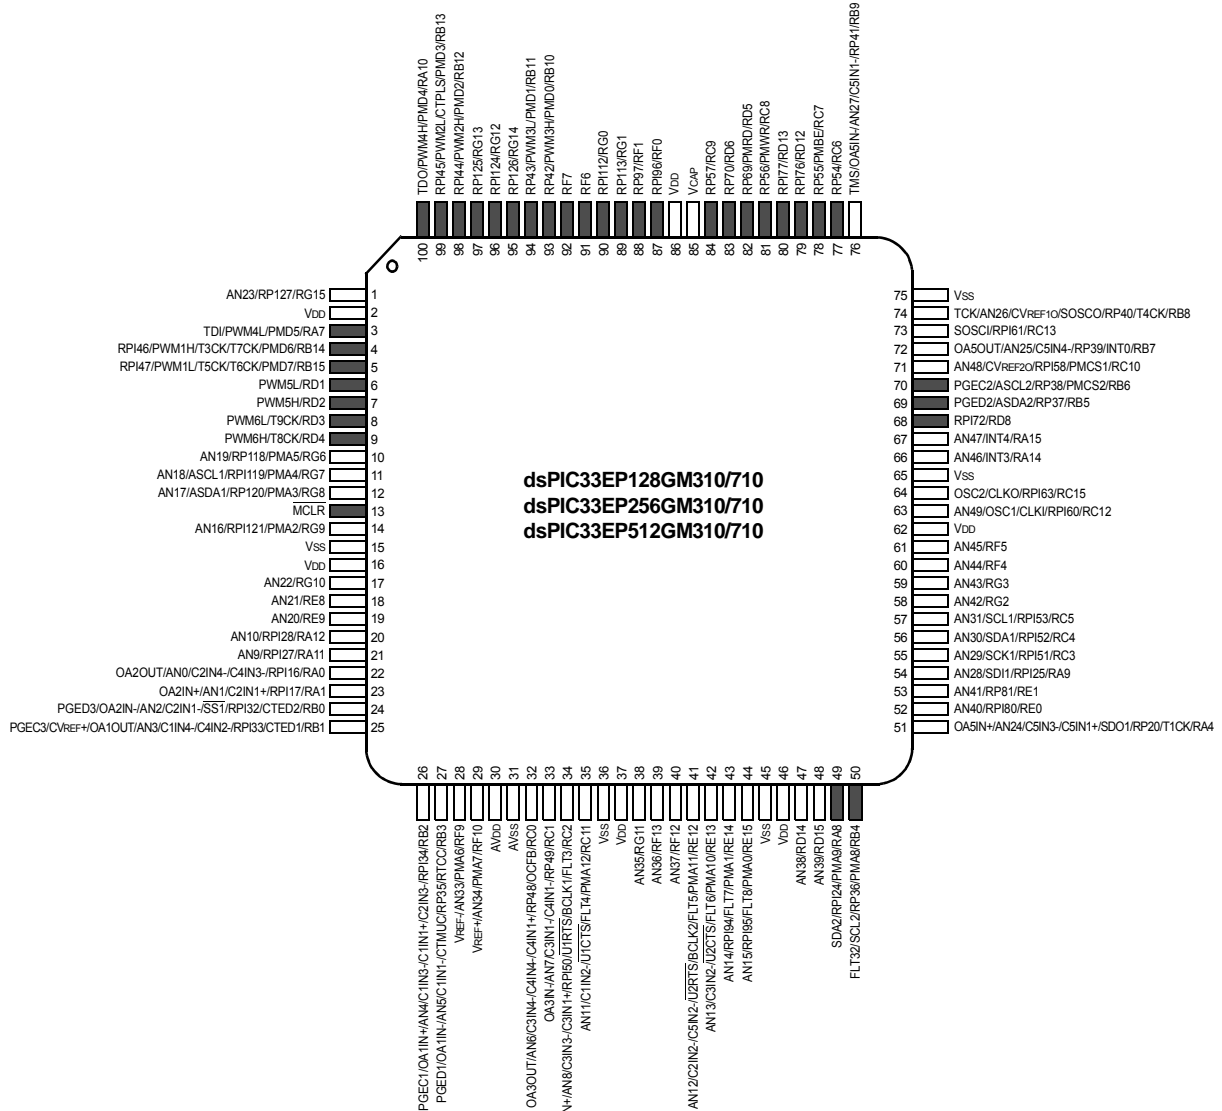 TDO/PWM4H/PMD4/RA10
RPI45/PWM2L/CTPLS/PMD3/RB13
RPI44/PWM2H/PMD2/RB12
RP125/RG13
RPI124/RG12
RP126/RG14
RP43/PWM3L/PMD1/RB11
RP42/PWM3H/PMD0/RB10
RF7
RF6
RPI112/RG0
RP113/RG1
RP97/RF1
RPI96/RF0
VDD
VCAP
RP57/RC9
RP70/RD6
RP69/PMRD/RD5
RP56/PMWR/RC8
RPI77/RD13
RPI76/RD12
RP55/PMBE/RC7
RP54/RC6
TMS/OA5IN-/AN27/C5IN1-/RP41/RB9
100 99 98 97 96 95 94 93 92 91 90 89 88 87 86 85 84 83 82 81 80 79 78 77 76
AN23/RP127/RG15 1
VDD 2
TDI/PWM4L/PMD5/RA7 3
RPI46/PWM1H/T3CK/T7CK/PMD6/RB14 4
RPI47/PWM1L/T5CK/T6CK/PMD7/RB15 5
PWM5L/RD1 6
PWM5H/RD2 7
PWM6L/T9CK/RD3 8
PWM6H/T8CK/RD4 9
AN19/RP118/PMA5/RG6 10
AN18/ASCL1/RPI119/PMA4/RG7 11
AN17/ASDA1/RP120/PMA3/RG8 12
MCLR 13
AN16/RPI121/PMA2/RG9 14
VSS 15
VDD 16
AN22/RG10 17
AN21/RE8 18
AN20/RE9 19
AN10/RPI28/RA12 20
AN9/RPI27/RA11 21
OA2OUT/AN0/C2IN4-/C4IN3-/RPI16/RA0 22
OA2IN+/AN1/C2IN1+/RPI17/RA1 23
PGED3/OA2IN-/AN2/C2IN1-/SS1/RPI32/CTED2/RB0 24
PGEC3/CVREF+/OA1OUT/AN3/C1IN4-/C4IN2-/RPI33/CTED1/RB1 25
dsPIC33EP128GM310/710
dsPIC33EP256GM310/710
dsPIC33EP512GM310/710
75 VSS
74 TCK/AN26/CVREF1O/SOSCO/RP40/T4CK/RB8
73 SOSCI/RPI61/RC13
72 OA5OUT/AN25/C5IN4-/RP39/INT0/RB7
71 AN48/CVREF2O/RPI58/PMCS1/RC10
70 PGEC2/ASCL2/RP38/PMCS2/RB6
69 PGED2/ASDA2/RP37/RB5
68 RPI72/RD8
67 AN47/INT4/RA15
66 AN46/INT3/RA14
65 VSS
64 OSC2/CLKO/RPI63/RC15
63 AN49/OSC1/CLKI/RPI60/RC12
62 VDD
61 AN45/RF5
60 AN44/RF4
59 AN43/RG3
58 AN42/RG2
57 AN31/SCL1/RPI53/RC5
56 AN30/SDA1/RPI52/RC4
55 AN29/SCK1/RPI51/RC3
54 AN28/SDI1/RPI25/RA9
53 AN41/RP81/RE1
52 AN40/RPI80/RE0
51 OA5IN+/AN24/C5IN3-/C5IN1+/SDO1/RP20/T1CK/RA4
26 27 28 29 30 31 32 33 34 35 36 37 38 39 40 41 42 43 44 45 46 47 48 49 50
PGEC1/OA1IN+/AN4/C1IN3-/C1IN1+/C2IN3-/RPI34/RB2
PGED1/OA1IN-/AN5/C1IN1-/CTMUC/RP35/RTCC/RB3
VREF-/AN33/PMA6/RF9
VREF+/AN34/PMA7/RF10
AVDD
AVSS
OA3OUT/AN6/C3IN4-/C4IN4-/C4IN1+/RP48/OCFB/RC0
OA3IN-/AN7/C3IN1-/C4IN1-/RP49/RC1
N+/AN8/C3IN3-/C3IN1+/RPI50/U1RTS/BCLK1/FLT3/RC2
AN11/C1IN2-/U1CTS/FLT4/PMA12/RC11
VSS
VDD
AN35/RG11
AN36/RF13
AN37/RF12
AN12/C2IN2-/C5IN2-/U2RTS/BCLK2/FLT5/PMA11/RE12
AN13/C3IN2-/U2CTS/FLT6/PMA10/RE13
AN14/RPI94/FLT7/PMA1/RE14
AN15/RPI95/FLT8/PMA0/RE15
VSS
VDD
AN38/RD14
AN39/RD15
SDA2/RPI24/PMA9/RA8
FLT32/SCL2/RP36/PMA8/RB4